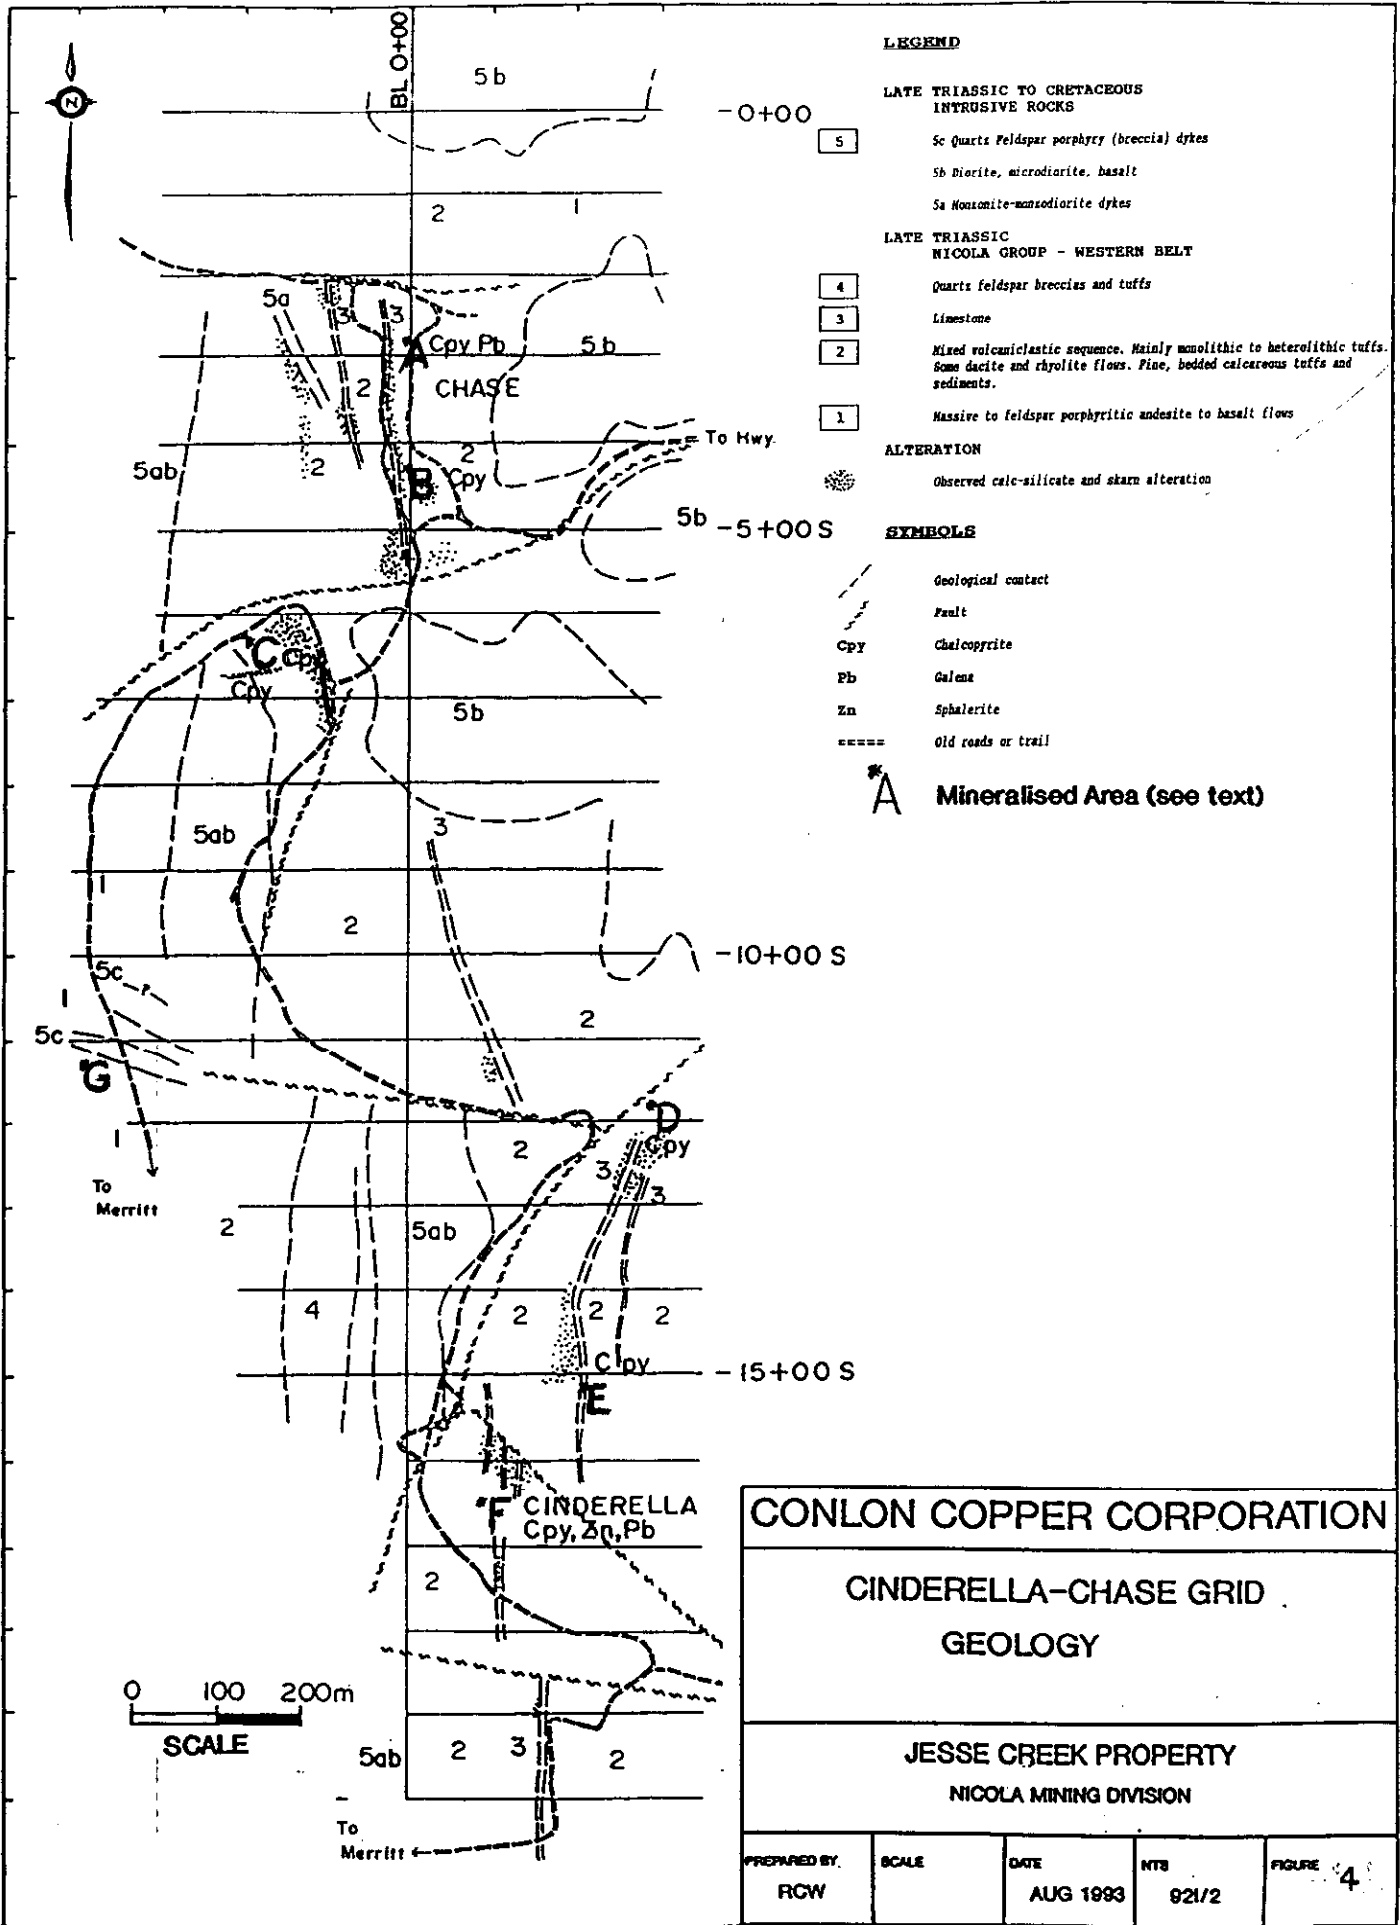 BL 0+00
N
5b
-0+00
2
1
5a
3
3
A
Cpy Pb
5b
2
CHASE
To Hwy.
5ab
2
2
B
Cpy
5b
-5+00 S
C
Cpy
Cpy
5b
5ab
3
1
2
-10+00 S
5c
?
1
2
5c
G
D
1
2
Cpy
3
3
To
Merritt
2
5ab
4
2
2
2
Cpy
-15+00 S
E
F
CINDERELLA
Cpy, Zn, Pb
2
0 100 200m
SCALE
5ab
2
3
2
To
Merritt
LEGEND
LATE TRIASSIC TO CRETACEOUS
INTRUSIVE ROCKS
5
5c Quartz Feldspar porphyry (breccia) dykes
5b Diorite, microdiorite, basalt
5a Monzonite-monzodiorite dykes
LATE TRIASSIC
NICOLA GROUP - WESTERN BELT
4
Quartz feldspar breccias and tuffs
3
Limestone
2
Mixed volcaniclastic sequence. Mainly monolithic to heterolithic tuffs.
Some dacite and rhyolite flows. Fine, bedded calcareous tuffs and
sediments.
1
Massive to feldspar porphyritic andesite to basalt flows
ALTERATION
Observed calc-silicate and skarn alteration
SYMBOLS
Geological contact
Fault
Cpy Chalcopyrite
Pb Galena
Zn Sphalerite
===== Old roads or trail
A Mineralised Area (see text)
CONLON COPPER CORPORATION
CINDERELLA-CHASE GRID
GEOLOGY
JESSE CREEK PROPERTY
NICOLA MINING DIVISION
PREPARED BY.
RCW
SCALE
DATE
AUG 1993
NTS
92I/2
FIGURE
4